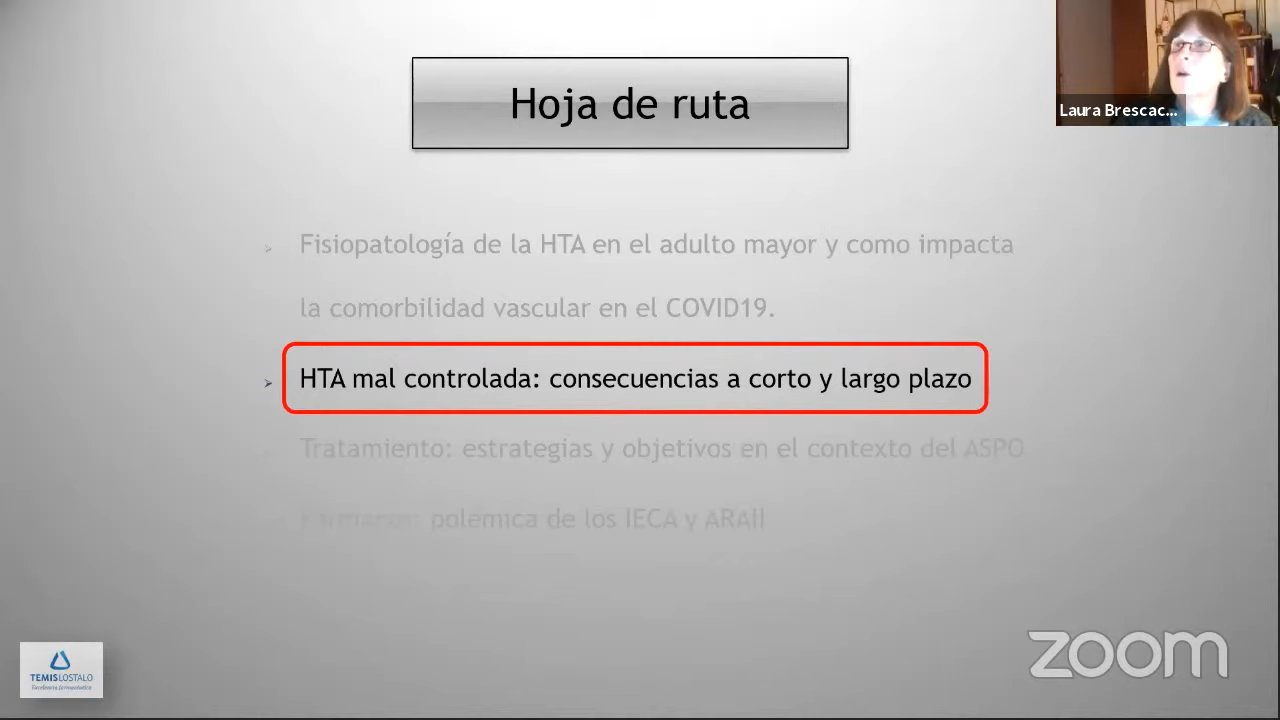 Hoja de ruta
Laura Brescac...
Fisiopatología de la HTA en el adulto mayor y como impacta
la comorbilidad vascular en el COVID19.
HTA mal controlada: consecuencias a corto y largo plazo
Tratamiento: estrategias y objetivos en el contexto del ASPO
Fármacos: polémica de los IECA y ARAII
TEMISLOSTALO
zoom